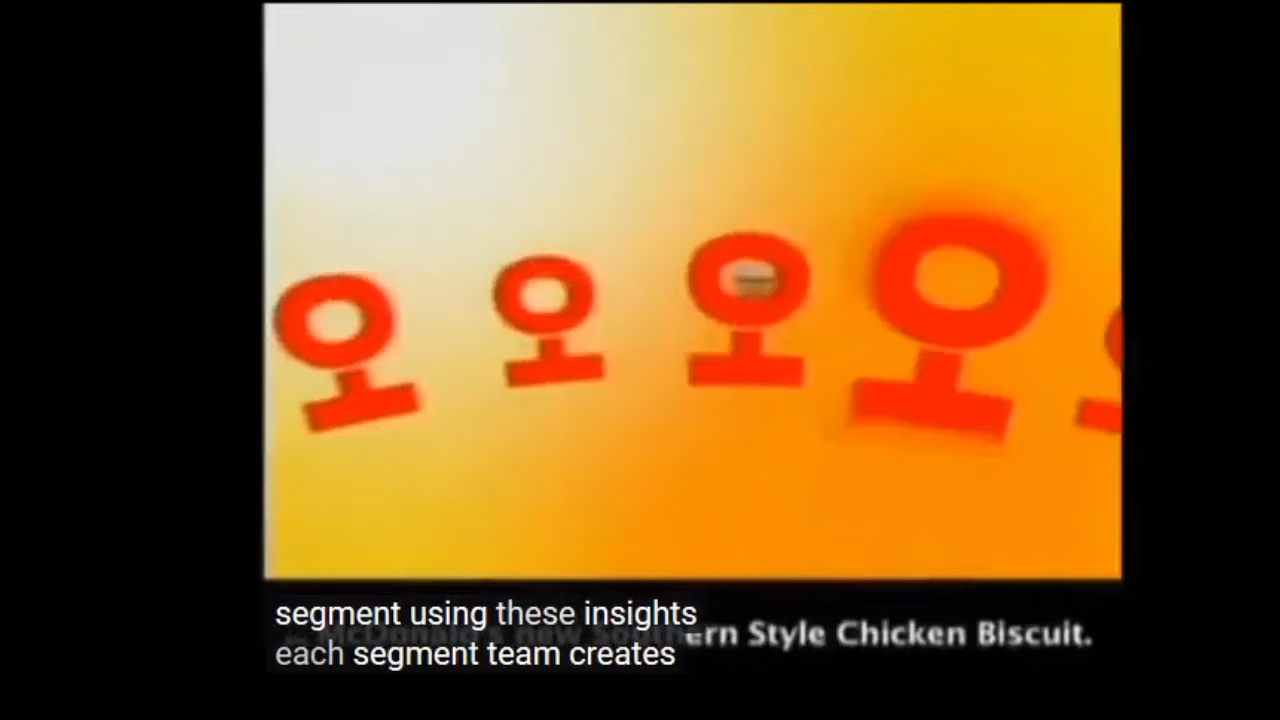 오 오 오 오
segment using these insights
each segment team creates
ern Style Chicken Biscuit.